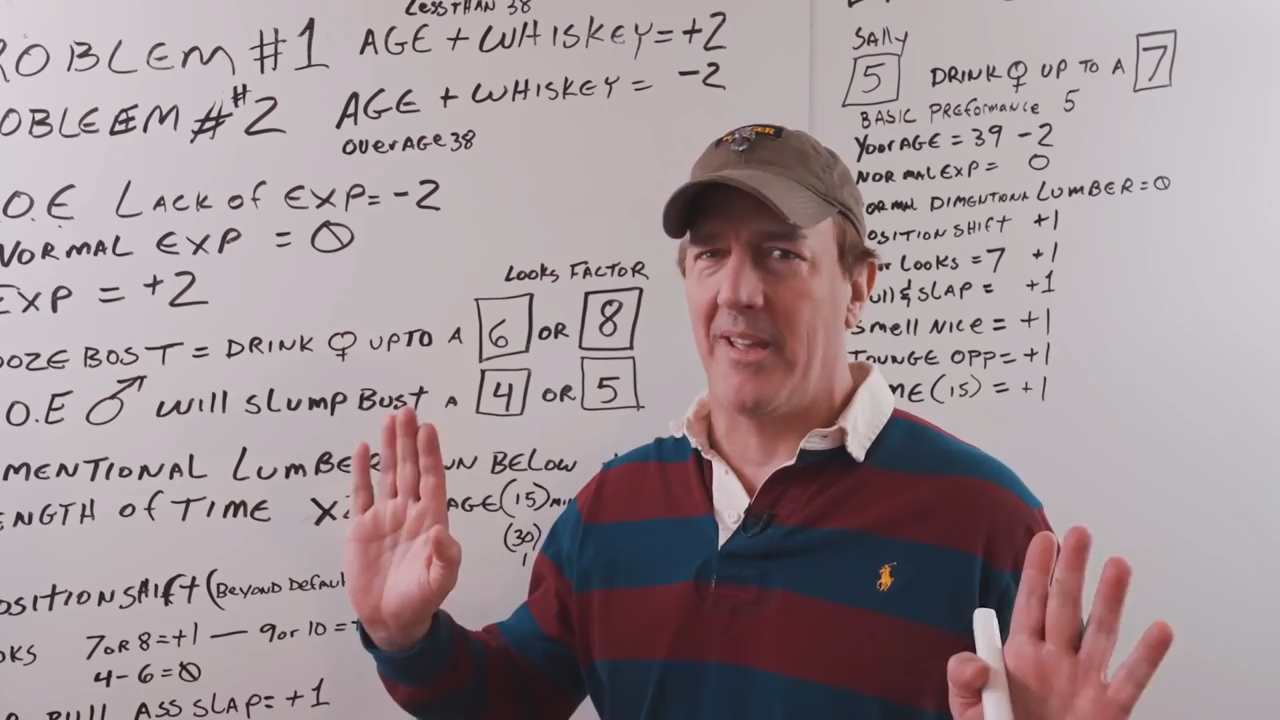 LESS THAN 38
ROBLEM #1 AGE + WHISKEY = +2
OBLEEM ## 2 AGE + WHISKEY = -2
OVER AGE 38
.O.E LACK OF EXP = -2
NORMAL EXP = 0
EXP = +2
LOOKS FACTOR
OOZE BOST = DRINK ♀ UP TO A 6 OR 8
.O.E ♂ WILL SLUMP BUST A 4 OR 5
MENTIONAL LUMBER BELOW
ENGTH OF TIME AGE (15) MIN
(30)
OSITION SHIFT (BEYOND DEFAUL
OKS 7 OR 8 = +1 — 9 OR 10 =
4-6 = 0
PULL ASS SLAP = +1
SALLY
5 DRINK ♀ UP TO A 7
BASIC PREFORMANCE 5
YOOR AGE = 39 -2
NORMAL EXP = 0
ORMAL DIMENTIONAL LUMBER = 0
OSITION SHIFT +1
LOOKS = 7 +1
ULL & SLAP = +1
SMELL NICE = +1
TOUNGE OPP = +1
ME (15) = +1